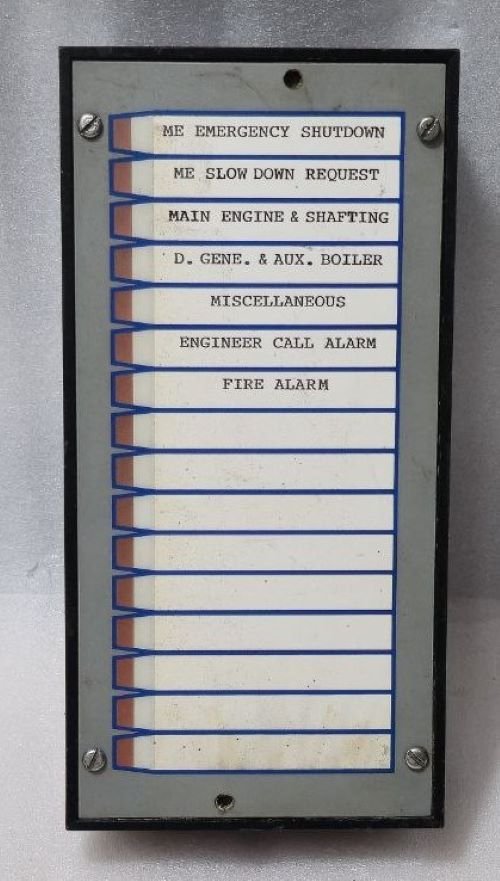 ME EMERGENCY SHUTDOWN
ME SLOW DOWN REQUEST
MAIN ENGINE & SHAFTING
D. GENE. & AUX. BOILER
MISCELLANEOUS
ENGINEER CALL ALARM
FIRE ALARM